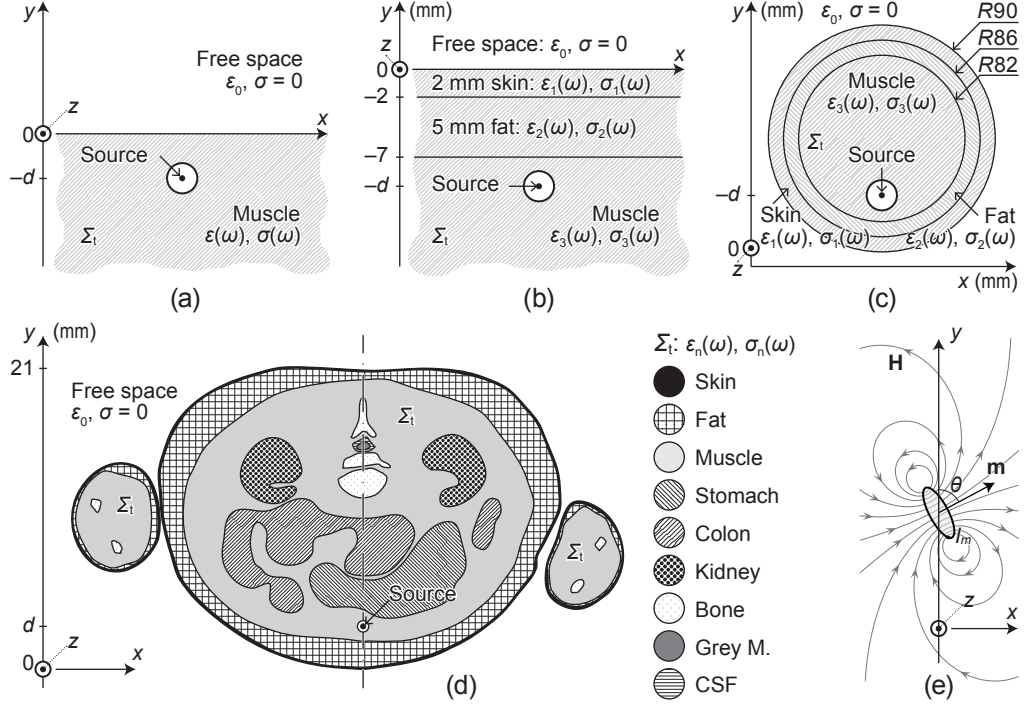 y
Free space
ε0, σ = 0
z
0
x
Source
–d
Muscle
ε(ω), σ(ω)
Σt
(a)
y (mm)
Free space: ε0, σ = 0
z
x
0
2 mm skin: ε1(ω), σ1(ω)
–2
5 mm fat: ε2(ω), σ2(ω)
–7
–d
Source
Muscle
Σt
ε3(ω), σ3(ω)
(b)
y
(mm)
ε0, σ = 0
R90
R86
R82
Muscle
ε3(ω), σ3(ω)
Σt
Source
–d
Skin
Fat
ε1(ω), σ1(ω)
ε2(ω), σ2(ω)
0
z
x (mm)
(c)
y (mm)
21
Free space
ε0, σ = 0
Σt
Σt
Σt
Source
d
z
0
x
(d)
Σt: εn(ω), σn(ω)
Skin
Fat
Muscle
Stomach
Colon
Kidney
Bone
Grey M.
CSF
y
H
m
θ
Im
z
x
(e)